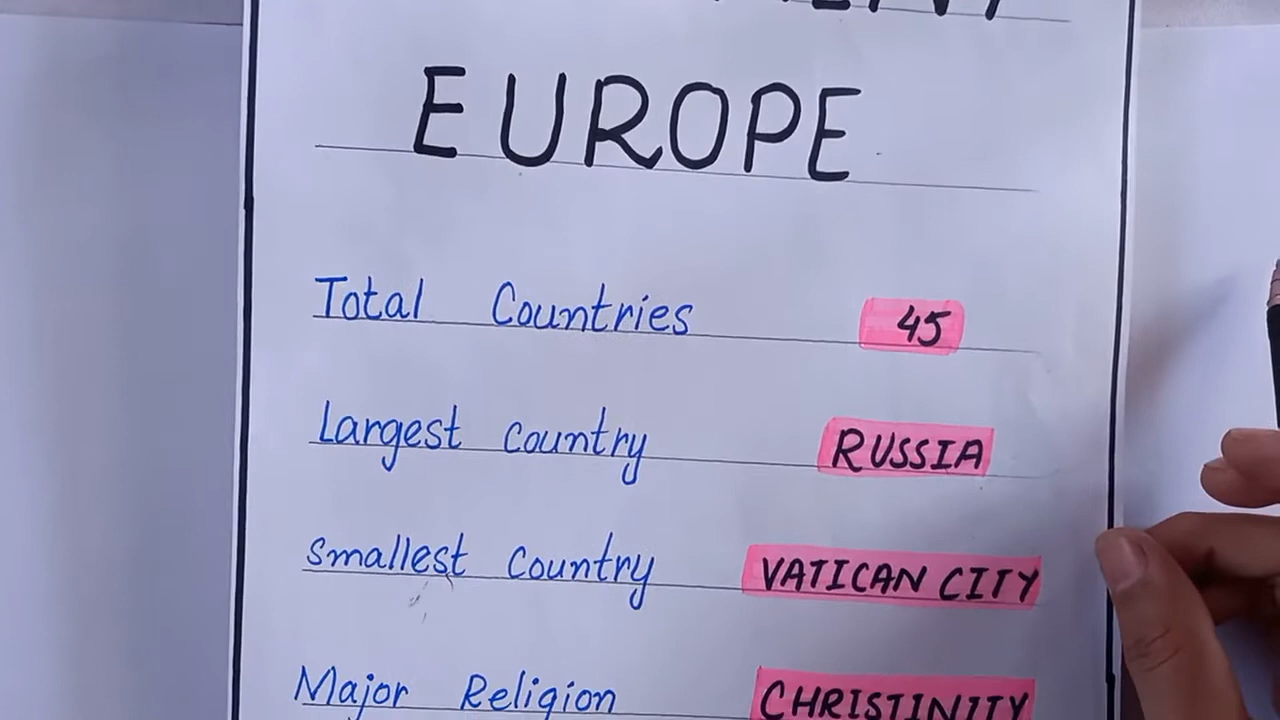 EUROPE
Total Countries 45
Largest country RUSSIA
smallest Country VATICAN CITY
Major Religion CHRISTINITY